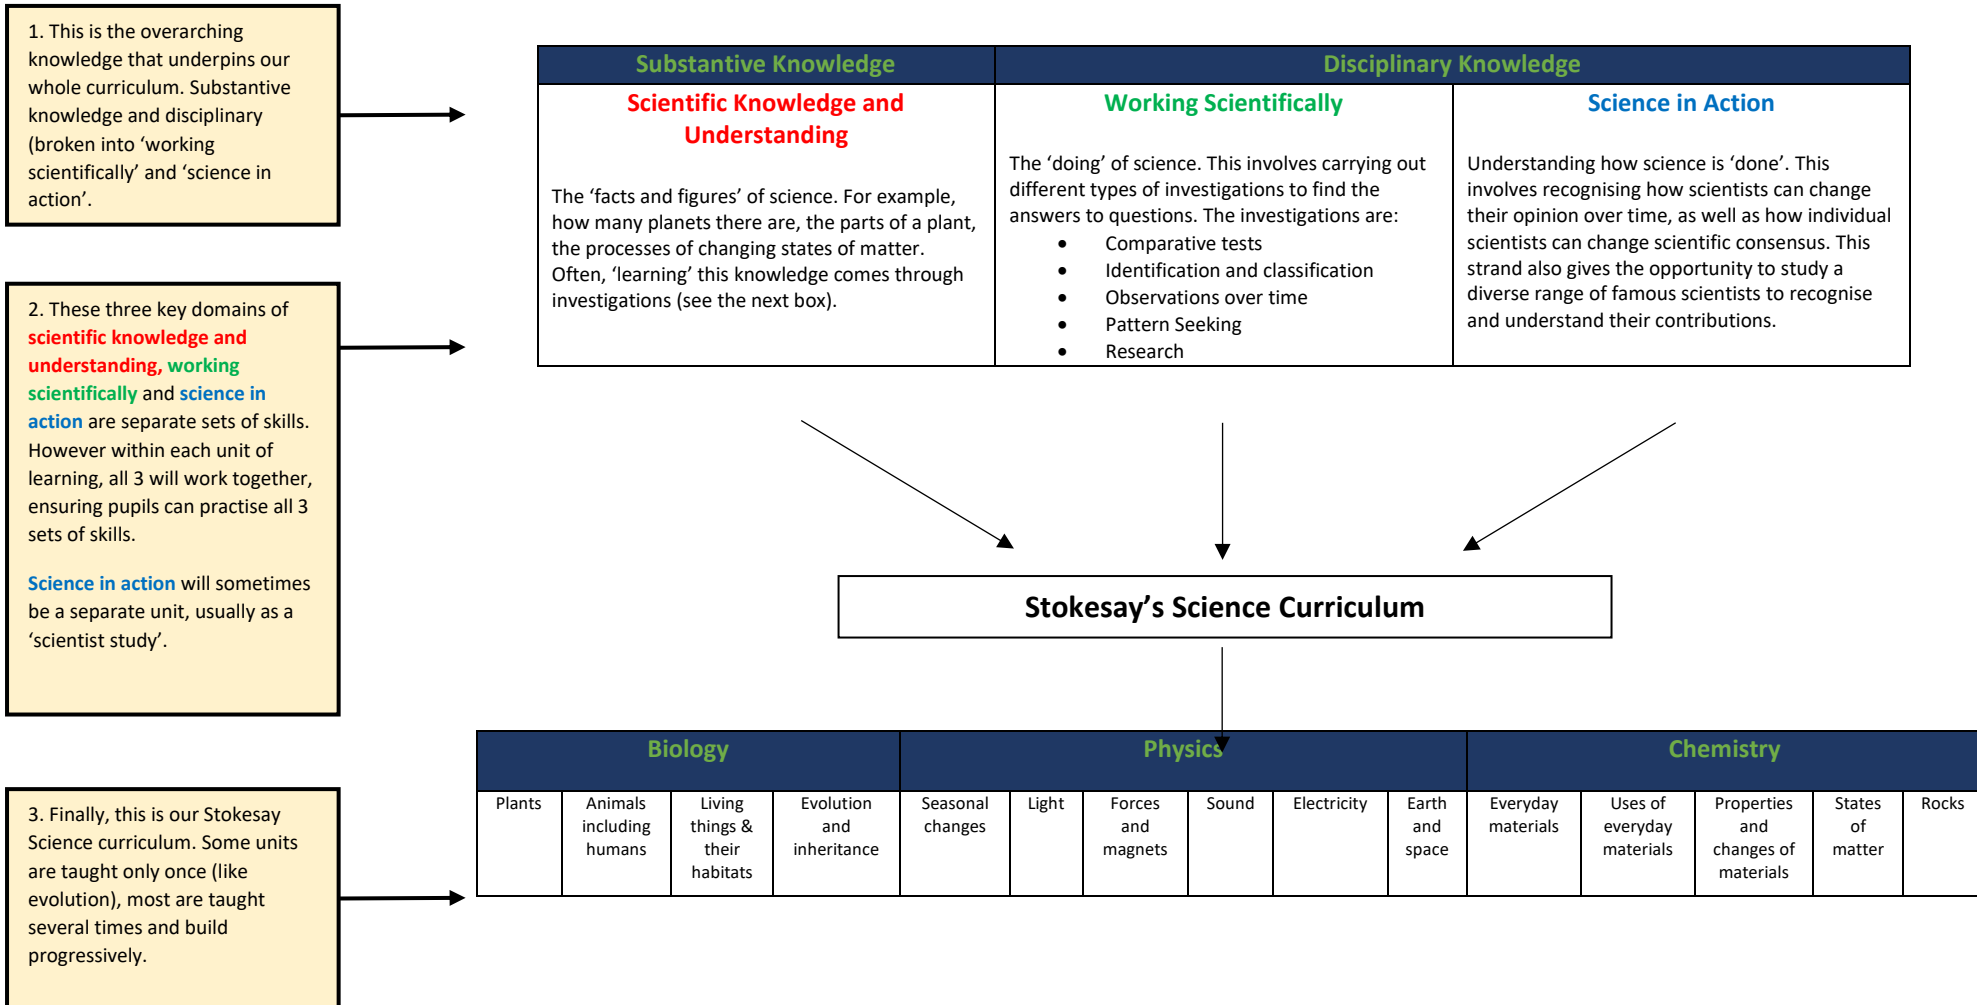 1. This is the overarching
knowledge that underpins our
whole curriculum. Substantive
knowledge and disciplinary
(broken into ‘working
scientifically’ and ‘science in
action’.
2. These three key domains of
scientific knowledge and
understanding, working
scientifically and science in
action are separate sets of skills.
However within each unit of
learning, all 3 will work together,
ensuring pupils can practise all 3
sets of skills.
Science in action will sometimes
be a separate unit, usually as a
‘scientist study’.
3. Finally, this is our Stokesay
Science curriculum. Some units
are taught only once (like
evolution), most are taught
several times and build
progressively.
Substantive Knowledge
Disciplinary Knowledge
Scientific Knowledge and
Understanding
The ‘facts and figures’ of science. For example,
how many planets there are, the parts of a plant,
the processes of changing states of matter.
Often, ‘learning’ this knowledge comes through
investigations (see the next box).
Working Scientifically
The ‘doing’ of science. This involves carrying out
different types of investigations to find the
answers to questions. The investigations are:
• Comparative tests
• Identification and classification
• Observations over time
• Pattern Seeking
• Research
Science in Action
Understanding how science is ‘done’. This
involves recognising how scientists can change
their opinion over time, as well as how individual
scientists can change scientific consensus. This
strand also gives the opportunity to study a
diverse range of famous scientists to recognise
and understand their contributions.
Stokesay’s Science Curriculum
Biology
Physics
Chemistry
Plants
Animals
including
humans
Living
things &
their
habitats
Evolution
and
inheritance
Seasonal
changes
Light
Forces
and
magnets
Sound
Electricity
Earth
and
space
Everyday
materials
Uses of
everyday
materials
Properties
and
changes of
materials
States
of
matter
Rocks